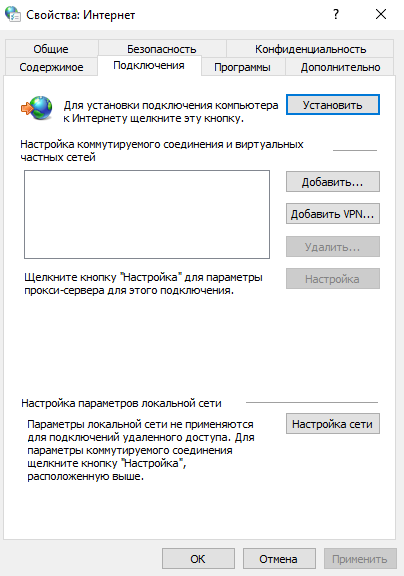 Свойства: Интернет
?
Общие Безопасность Конфиденциальность
Содержимое Подключения Программы Дополнительно
Для установки подключения компьютера
к Интернету щелкните эту кнопку.
Установить
Настройка коммутируемого соединения и виртуальных
частных сетей
Добавить...
Добавить VPN...
Удалить...
Щелкните кнопку "Настройка" для параметры
прокси-сервера для этого подключения.
Настройка
Настройка параметров локальной сети
Параметры локальной сети не применяются
для подключений удаленного доступа. Для
параметры коммутируемого соединения
щелкните кнопку "Настройка",
расположенную выше.
Настройка сети
ОК Отмена Применить